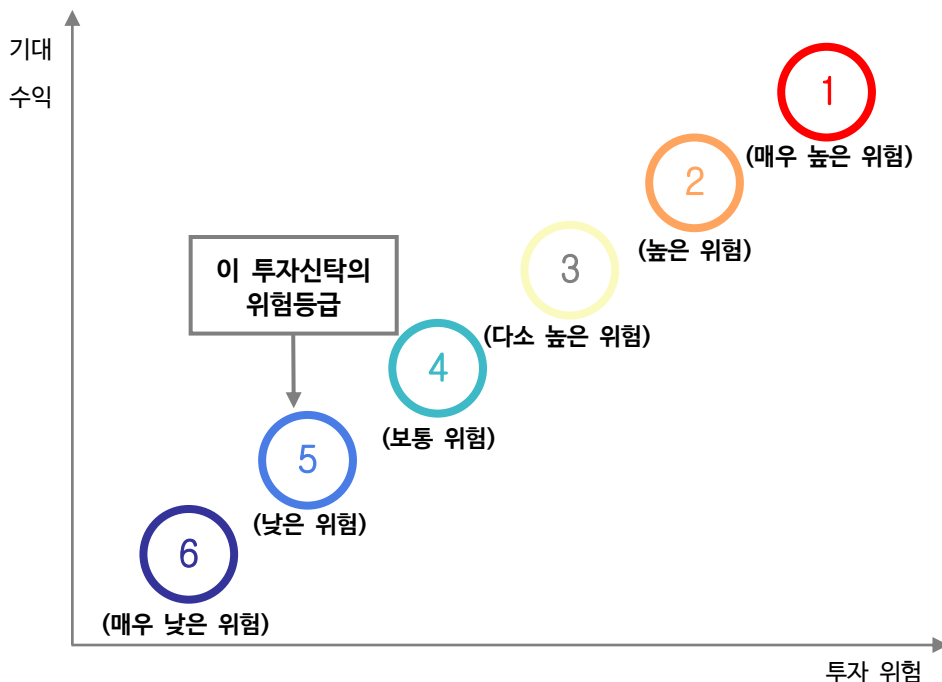 기대
수익
1
(매우 높은 위험)
2
(높은 위험)
3
(다소 높은 위험)
이 투자신탁의
위험등급
4
(보통 위험)
5
(낮은 위험)
6
(매우 낮은 위험)
투자 위험